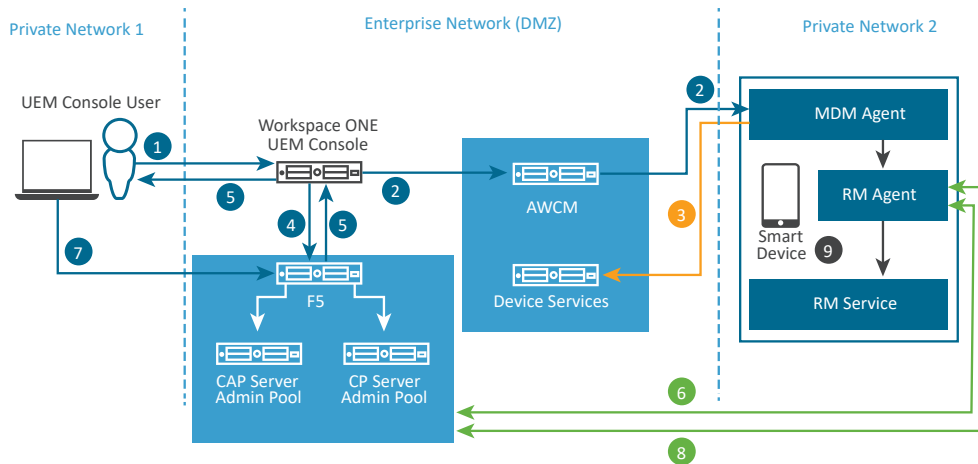 Private Network 1
Enterprise Network (DMZ)
Private Network 2
UEM Console User
Workspace ONE
UEM Console
1
5
2
2
MDM Agent
AWCM
RM Agent
3
4
5
7
Smart
Device
9
F5
Device Services
RM Service
CAP Server
Admin Pool
CP Server
Admin Pool
6
8